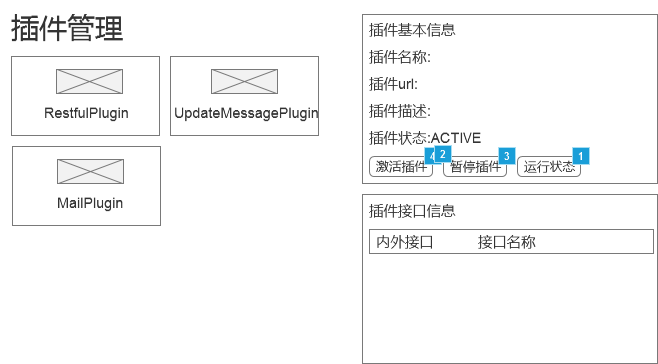 插件管理
RestfulPlugin
UpdateMessagePlugin
MailPlugin
插件基本信息
插件名称:
插件url:
插件描述:
插件状态:ACTIVE
激活插件 4 2 暂停插件 3 运行状态 1
插件接口信息
内外接口 接口名称